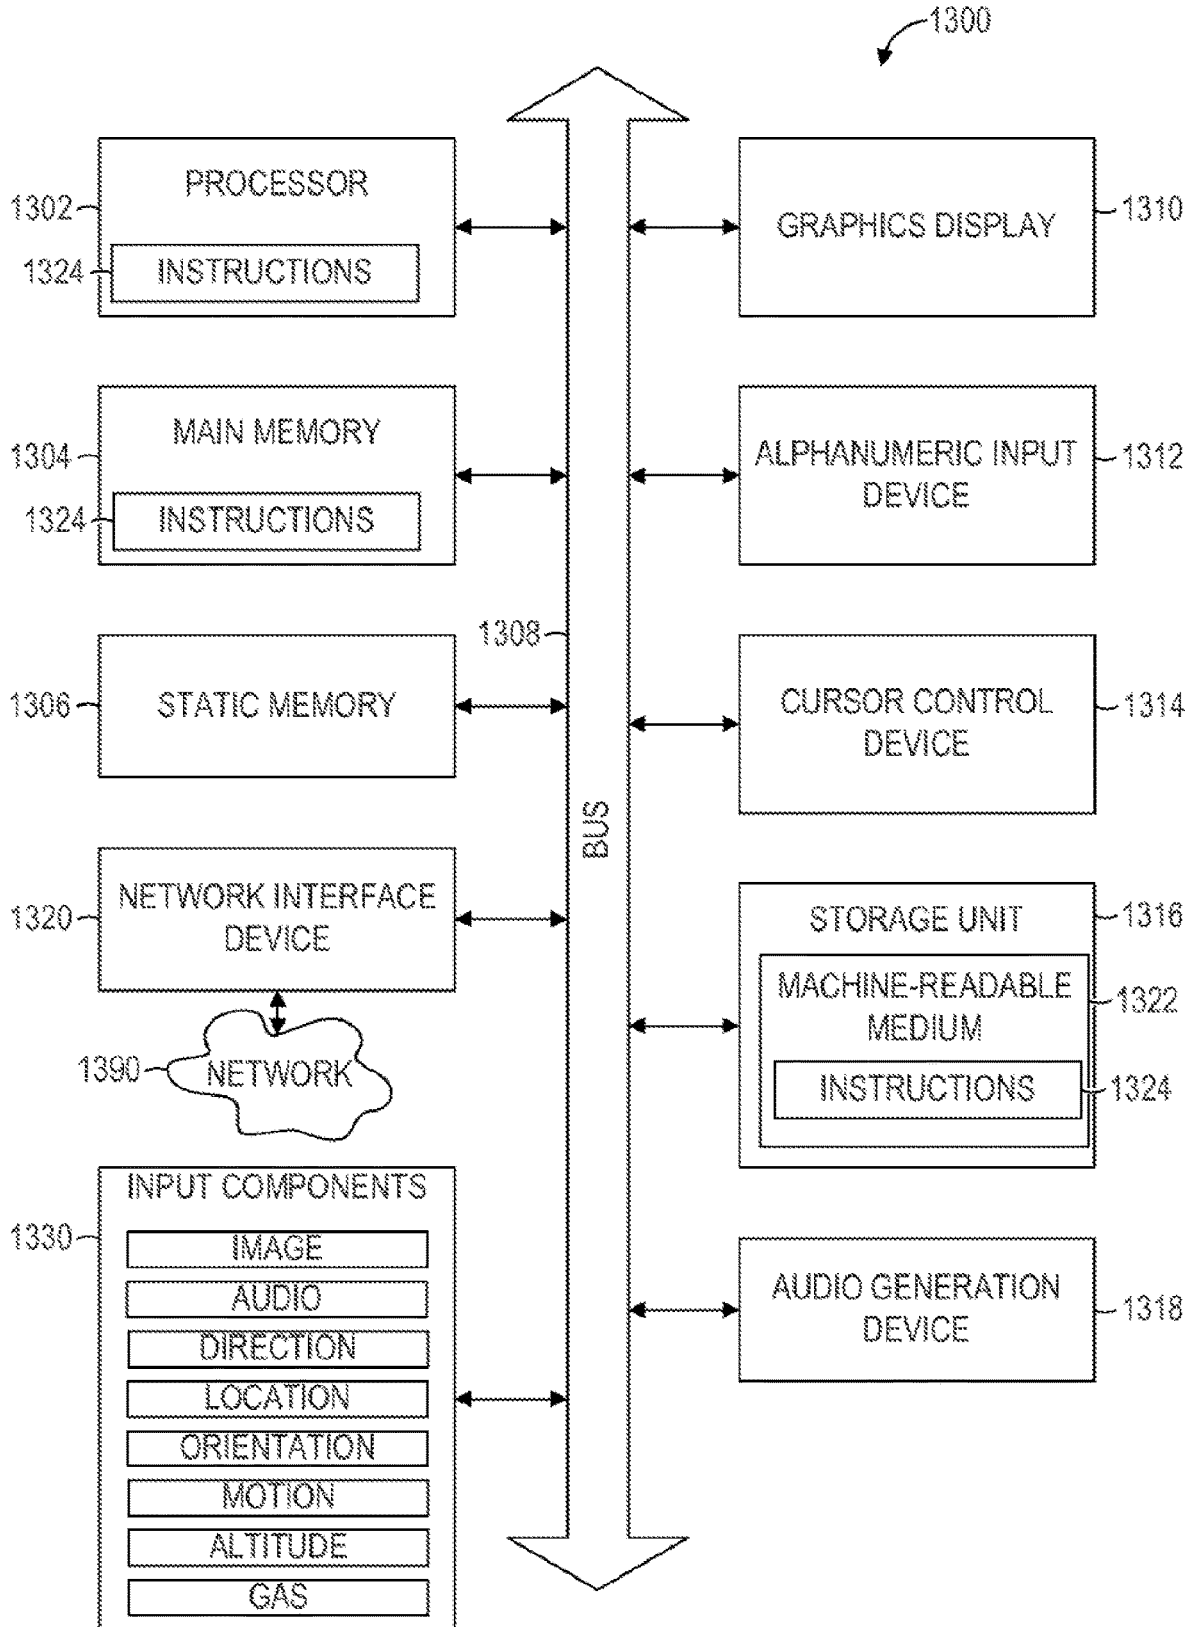 1300
PROCESSOR
1302
1324
INSTRUCTIONS
MAIN MEMORY
1304
1324
INSTRUCTIONS
1306
STATIC MEMORY
1320
NETWORK INTERFACE
DEVICE
1390
NETWORK
INPUT COMPONENTS
1330
IMAGE
AUDIO
DIRECTION
LOCATION
ORIENTATION
MOTION
ALTITUDE
GAS
1308
BUS
GRAPHICS DISPLAY
1310
ALPHANUMERIC INPUT
DEVICE
1312
CURSOR CONTROL
DEVICE
1314
STORAGE UNIT
1316
MACHINE-READABLE
MEDIUM
1322
INSTRUCTIONS
1324
AUDIO GENERATION
DEVICE
1318